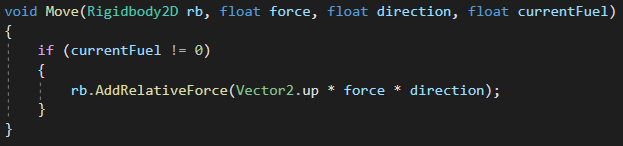 void Move(Rigidbody2D rb, float force, float direction, float currentFuel)
{
    if (currentFuel != 0)
    {
        rb.AddRelativeForce(Vector2.up * force * direction);
    }
}